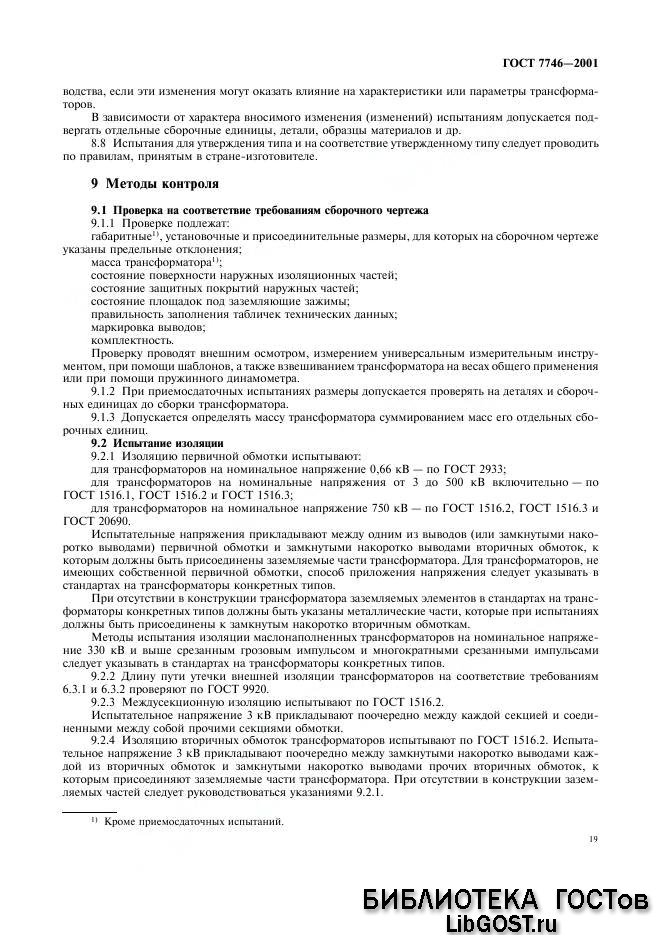 ГОСТ 7746—2001
водства, если эти изменения могут оказать влияние на характеристики или параметры трансформа-
торов.
В зависимости от характера вносимого изменения (изменений) испытаниям допускается под-
вергать отдельные сборочные единицы, детали, образцы материалов и др.
8.8 Испытания для утверждения типа и на соответствие утвержденному типу следует проводить
по правилам, принятым в стране-изготовителе.
9 Методы контроля
9.1 Проверка на соответствие требованиям сборочного чертежа
9.1.1 Проверке подлежат:
габаритные¹⁾, установочные и присоединительные размеры, для которых на сборочном чертеже
указаны предельные отклонения;
масса трансформатора¹⁾;
состояние поверхности наружных изоляционных частей;
состояние защитных покрытий наружных частей;
состояние площадок под заземляющие зажимы;
правильность заполнения табличек технических данных;
маркировка выводов;
комплектность.
Проверку проводят внешним осмотром, измерением универсальным измерительным инстру-
ментом, при помощи шаблонов, а также взвешиванием трансформатора на весах общего применения
или при помощи пружинного динамометра.
9.1.2 При приемосдаточных испытаниях размеры допускается проверять на деталях и сбороч-
ных единицах до сборки трансформатора.
9.1.3 Допускается определять массу трансформатора суммированием масс его отдельных сбо-
рочных единиц.
9.2 Испытание изоляции
9.2.1 Изоляцию первичной обмотки испытывают:
для трансформаторов на номинальное напряжение 0,66 кВ — по ГОСТ 2933;
для трансформаторов на номинальные напряжения от 3 до 500 кВ включительно — по
ГОСТ 1516.1, ГОСТ 1516.2 и ГОСТ 1516.3;
для трансформаторов на номинальное напряжение 750 кВ — по ГОСТ 1516.2, ГОСТ 1516.3 и
ГОСТ 20690.
Испытательные напряжения прикладывают между одним из выводов (или замкнутыми нако-
ротко выводами) первичной обмотки и замкнутыми накоротко выводами вторичных обмоток, к
которым должны быть присоединены заземляемые части трансформатора. Для трансформаторов, не
имеющих собственной первичной обмотки, способ приложения напряжения следует указывать в
стандартах на трансформаторы конкретных типов.
При отсутствии в конструкции трансформатора заземляемых элементов в стандартах на транс-
форматоры конкретных типов должны быть указаны металлические части, которые при испытаниях
должны быть присоединены к замкнутым накоротко вторичным обмоткам.
Методы испытания изоляции маслонаполненных трансформаторов на номинальное напряже-
ние 330 кВ и выше срезанным грозовым импульсом и многократными срезанными импульсами
следует указывать в стандартах на трансформаторы конкретных типов.
9.2.2 Длину пути утечки внешней изоляции трансформаторов на соответствие требованиям
6.3.1 и 6.3.2 проверяют по ГОСТ 9920.
9.2.3 Междусекционную изоляцию испытывают по ГОСТ 1516.2.
Испытательное напряжение 3 кВ прикладывают поочередно между каждой секцией и соеди-
ненными между собой прочими секциями обмотки.
9.2.4 Изоляцию вторичных обмоток трансформаторов испытывают по ГОСТ 1516.2. Испыта-
тельное напряжение 3 кВ прикладывают поочередно между замкнутыми накоротко выводами каж-
дой из вторичных обмоток и замкнутыми накоротко выводами прочих вторичных обмоток, к
которым присоединяют заземляемые части трансформатора. При отсутствии в конструкции зазем-
ляемых частей следует руководствоваться указаниями 9.2.1.
¹⁾ Кроме приемосдаточных испытаний.
19
БИБЛИОТЕКА ГОСТов
LibGOST.ru